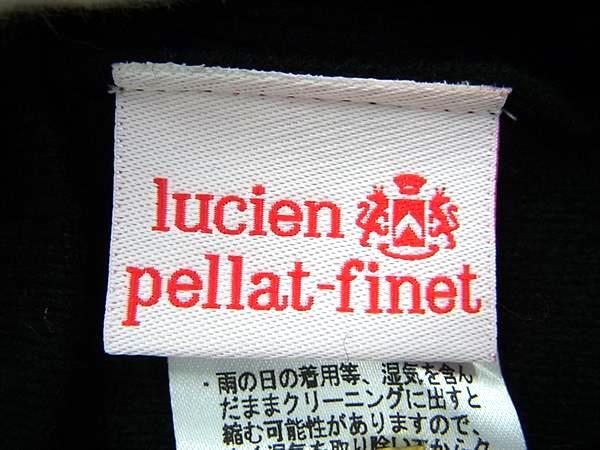 lucien
pellat-finet
・雨の日の着用等、湿気を含ん
だままクリーニングに出すと
縮む可能性がありますので、